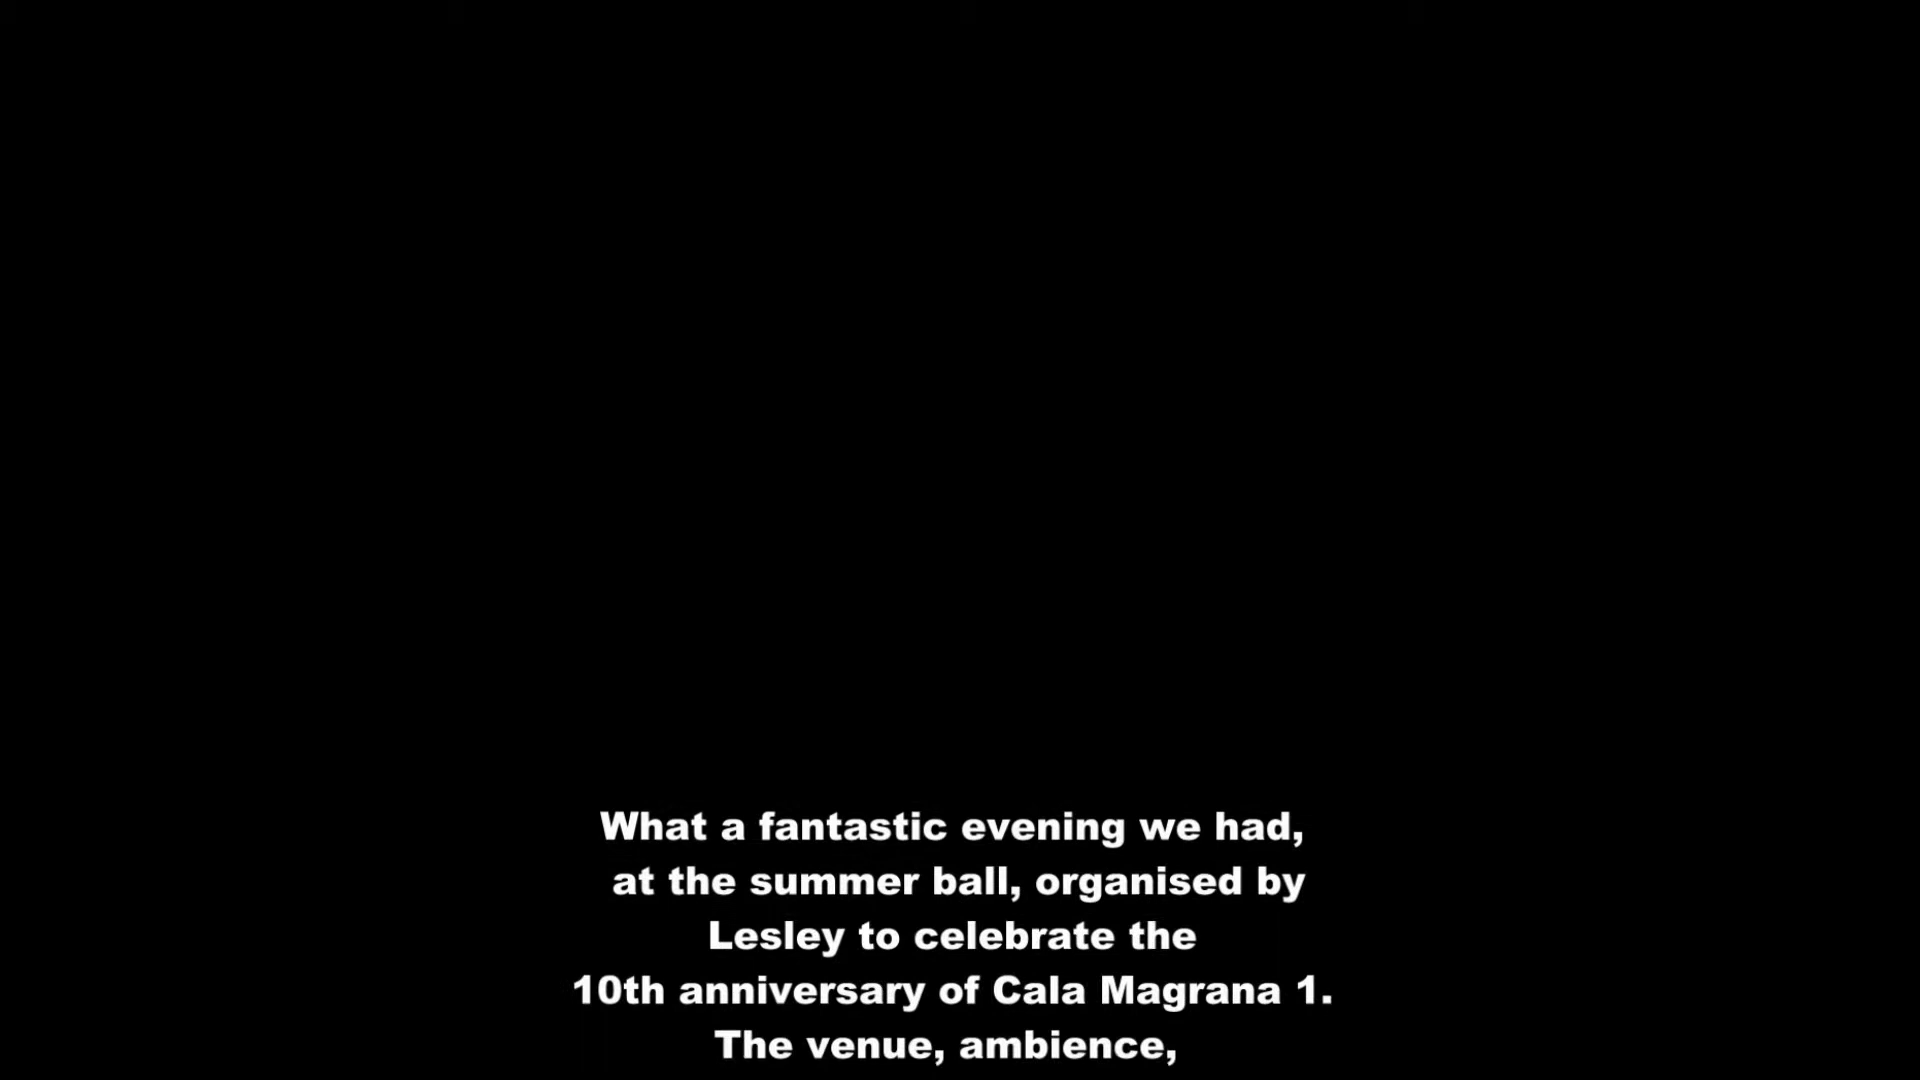 What a fantastic evening we had,
at the summer ball, organised by
Lesley to celebrate the
10th anniversary of Cala Magrana 1.
The venue, ambience,